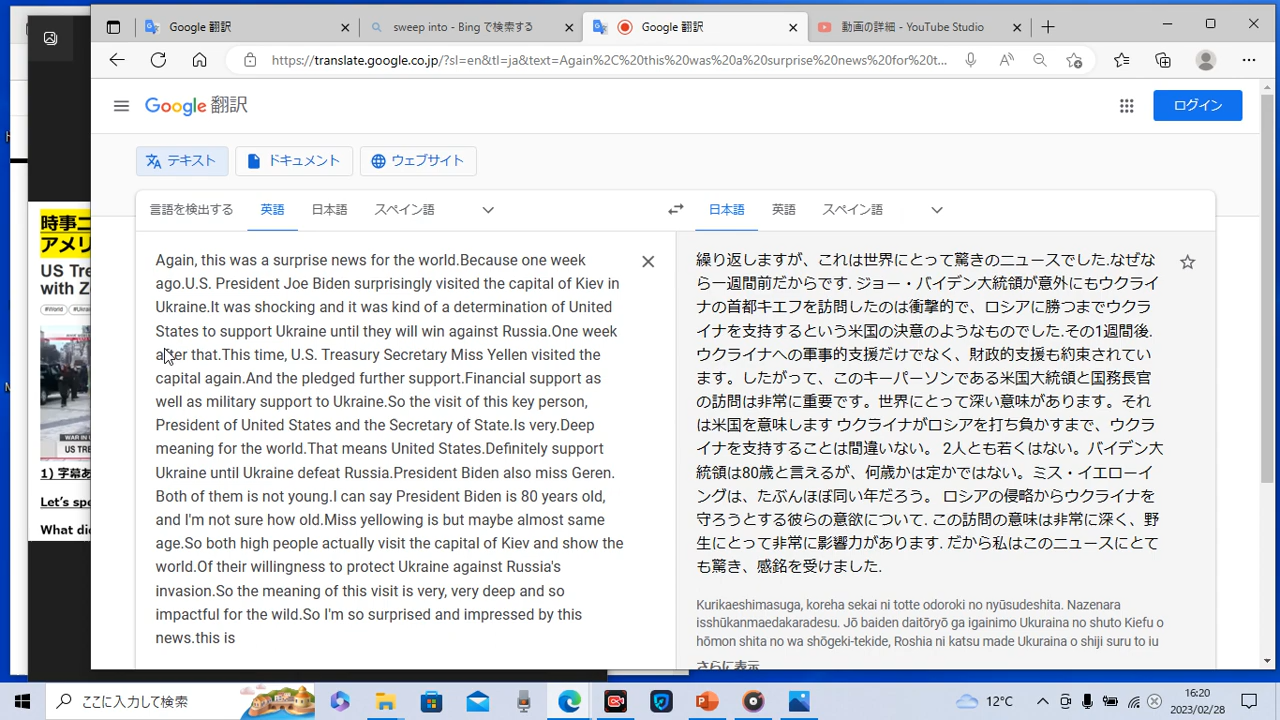 Google 翻訳
sweep into - Bing で検索する
Google 翻訳
動画の詳細 - YouTube Studio
https://translate.google.co.jp/?sl=en&tl=ja&text=Again%2C%20this%20was%20a%20surprise%20news%20for%20t...
Google 翻訳
ログイン
テキスト
ドキュメント
ウェブサイト
言語を検出する 英語 日本語 スペイン語
日本語 英語 スペイン語
Again, this was a surprise news for the world.Because one week
ago.U.S. President Joe Biden surprisingly visited the capital of Kiev in
Ukraine.It was shocking and it was kind of a determination of United
States to support Ukraine until they will win against Russia.One week
after that.This time, U.S. Treasury Secretary Miss Yellen visited the
capital again.And the pledged further support.Financial support as
well as military support to Ukraine.So the visit of this key person,
President of United States and the Secretary of State.Is very.Deep
meaning for the world.That means United States.Definitely support
Ukraine until Ukraine defeat Russia.President Biden also miss Geren.
Both of them is not young.I can say President Biden is 80 years old,
and I'm not sure how old.Miss yellowing is but maybe almost same
age.So both high people actually visit the capital of Kiev and show the
world.Of their willingness to protect Ukraine against Russia's
invasion.So the meaning of this visit is very, very deep and so
impactful for the wild.So I'm so surprised and impressed by this
news.this is
繰り返しますが、これは世界にとって驚きのニュースでした.なぜな
ら一週間前だからです. ジョー・バイデン大統領が意外にもウクライ
ナの首都キエフを訪問したのは衝撃的で、ロシアに勝つまでウクラ
イナを支持するという米国の決意のようなものでした.その1週間後.
ウクライナへの軍事的支援だけでなく、財政的支援も約束されてい
ます。したがって、このキーパーソンである米国大統領と国務長官
の訪問は非常に重要です。世界にとって深い意味があります。それ
は米国を意味します ウクライナがロシアを打ち負かすまで、ウクラ
イナを支持することは間違いない。 2人とも若くはない。バイデン大
統領は80歳と言えるが、何歳かは定かではない。ミス・イエローイ
ングは、たぶんほぼ同い年だろう。 ロシアの侵略からウクライナを
守ろうとする彼らの意欲について. この訪問の意味は非常に深く、野
生にとって非常に影響力があります. だから私はこのニュースにとて
も驚き、感銘を受けました.
Kurikaeshimasuga, koreha sekai ni totte odoroki no nyūsudeshita. Nazenara
isshūkanmaedakaradesu. Jō baiden daitōryō ga igainimo Ukuraina no shuto Kiefu o
hōmon shita no wa shōgeki-tekide, Roshia ni katsu made Ukuraina o shiji suru to iu
さらに表示
時事ニ
アメリ
US Tre
with Z
#World
WAR IN
US TRE
1) 字幕あ
Let's spe
What di
ここに入力して検索
12°C
16:20
2023/02/28